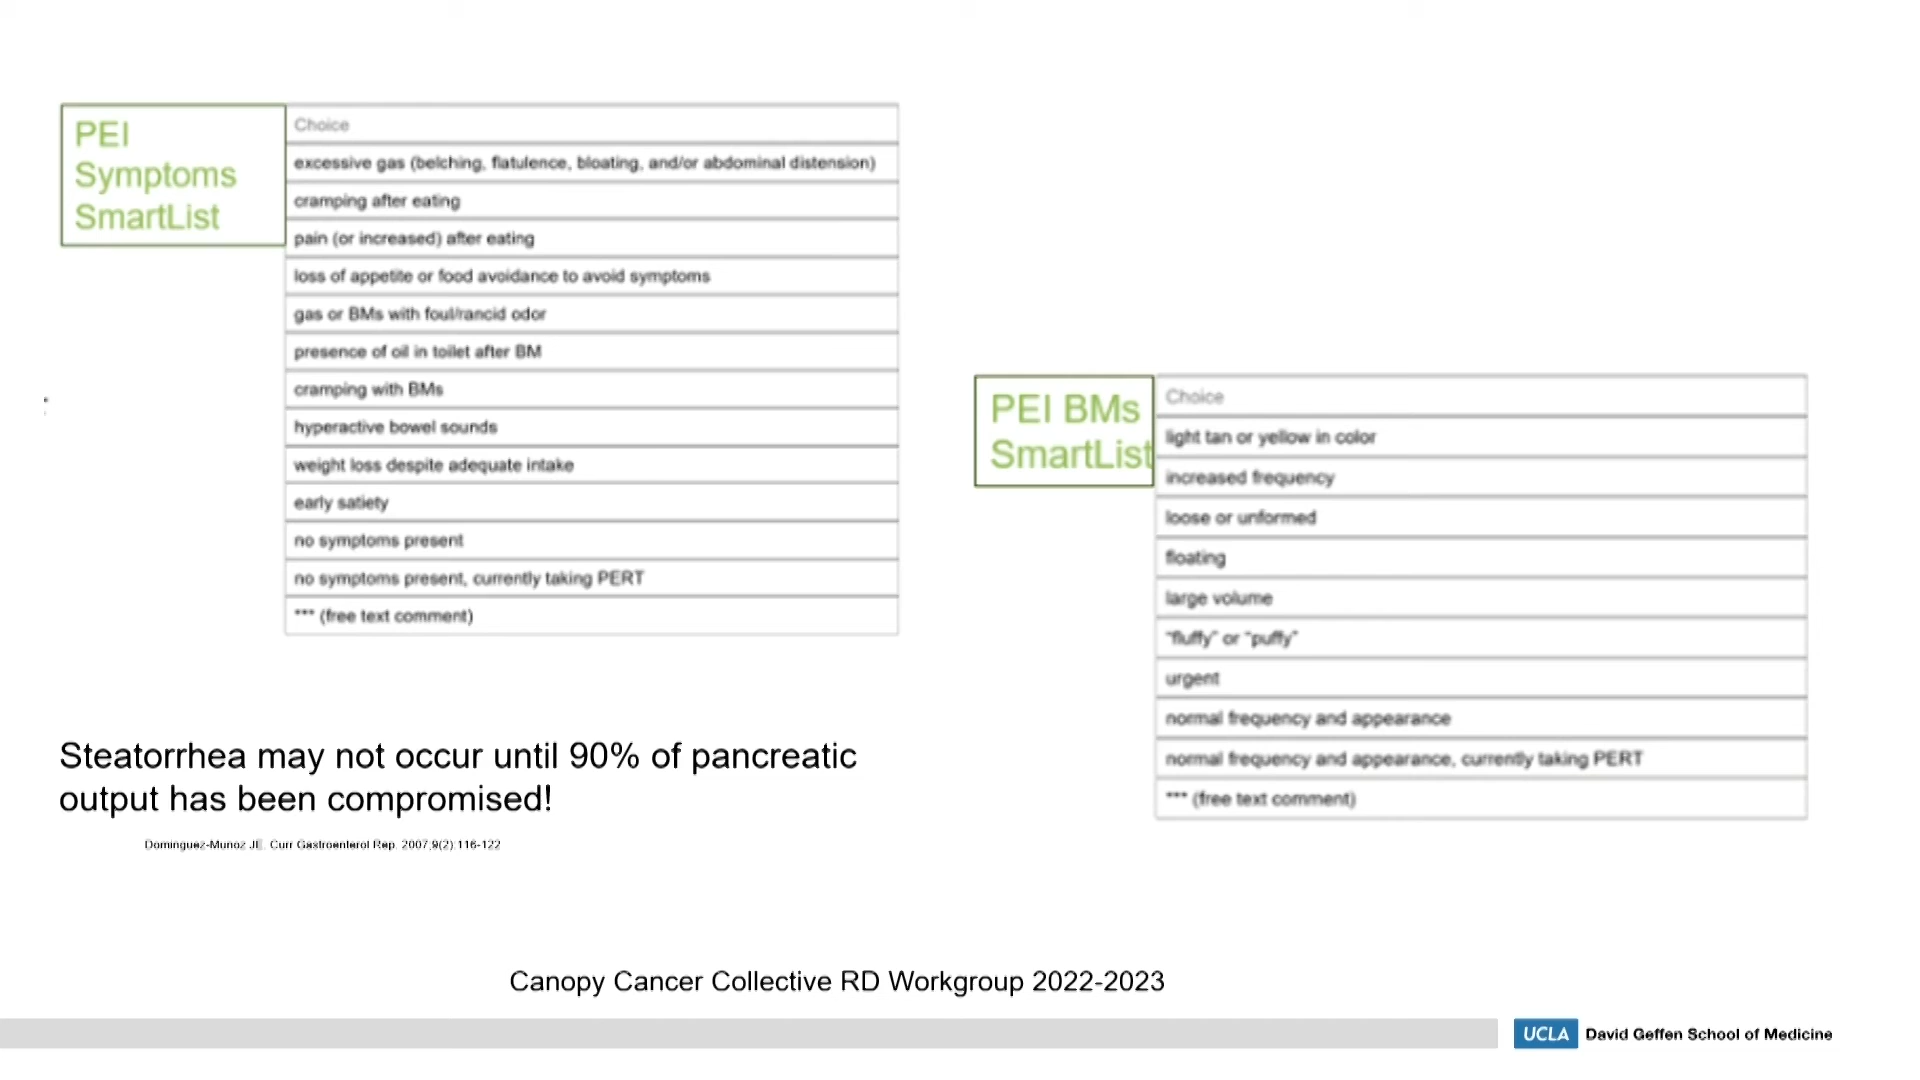 PEI
Symptoms
SmartList
Choice
excessive gas (belching, flatulence, bloating, and/or abdominal distension)
cramping after eating
pain (or increased) after eating
loss of appetite or food avoidance to avoid symptoms
gas or BMs with foul/rancid odor
presence of oil in toilet after BM
cramping with BMs
hyperactive bowel sounds
weight loss despite adequate intake
early satiety
no symptoms present
no symptoms present, currently taking PERT
*** (free text comment)
PEI BMs
SmartList
Choice
light tan or yellow in color
increased frequency
loose or unformed
floating
large volume
“fluffy” or “puffy”
urgent
normal frequency and appearance
normal frequency and appearance, currently taking PERT
*** (free text comment)
Steatorrhea may not occur until 90% of pancreatic
output has been compromised!
Dominguez-Munoz JE. Curr Gastroenterol Rep. 2007;9(2):116-122
Canopy Cancer Collective RD Workgroup 2022-2023
UCLA David Geffen School of Medicine